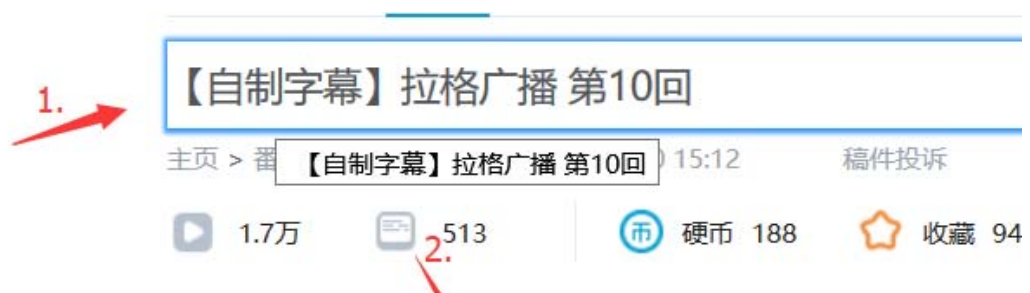 1.
【自制字幕】拉格广播 第10回
主页 > 番
【自制字幕】拉格广播 第10回
15:12
稿件投诉
1.7万
513
硬币 188
收藏 94
2.